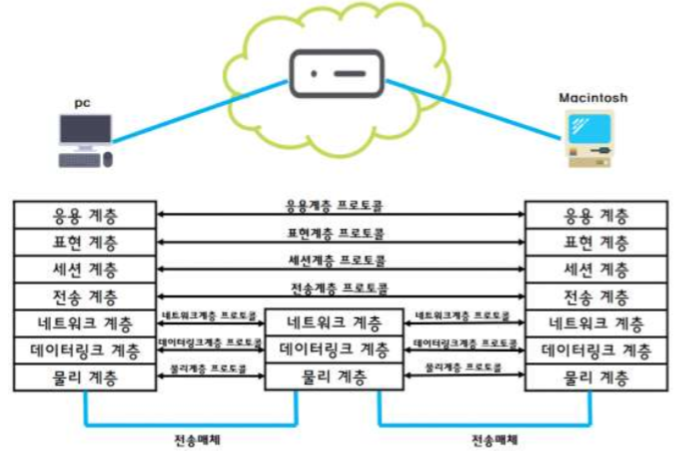 pc
Macintosh
응용 계층
응용계층 프로토콜
응용 계층
표현 계층
표현계층 프로토콜
표현 계층
세션 계층
세션계층 프로토콜
세션 계층
전송 계층
전송계층 프로토콜
전송 계층
네트워크 계층
네트워크계층 프로토콜
네트워크 계층
네트워크계층 프로토콜
네트워크 계층
데이터링크 계층
데이터링크계층 프로토콜
데이터링크 계층
데이터링크계층 프로토콜
데이터링크 계층
물리 계층
물리계층 프로토콜
물리 계층
물리계층 프로토콜
물리 계층
전송매체
전송매체